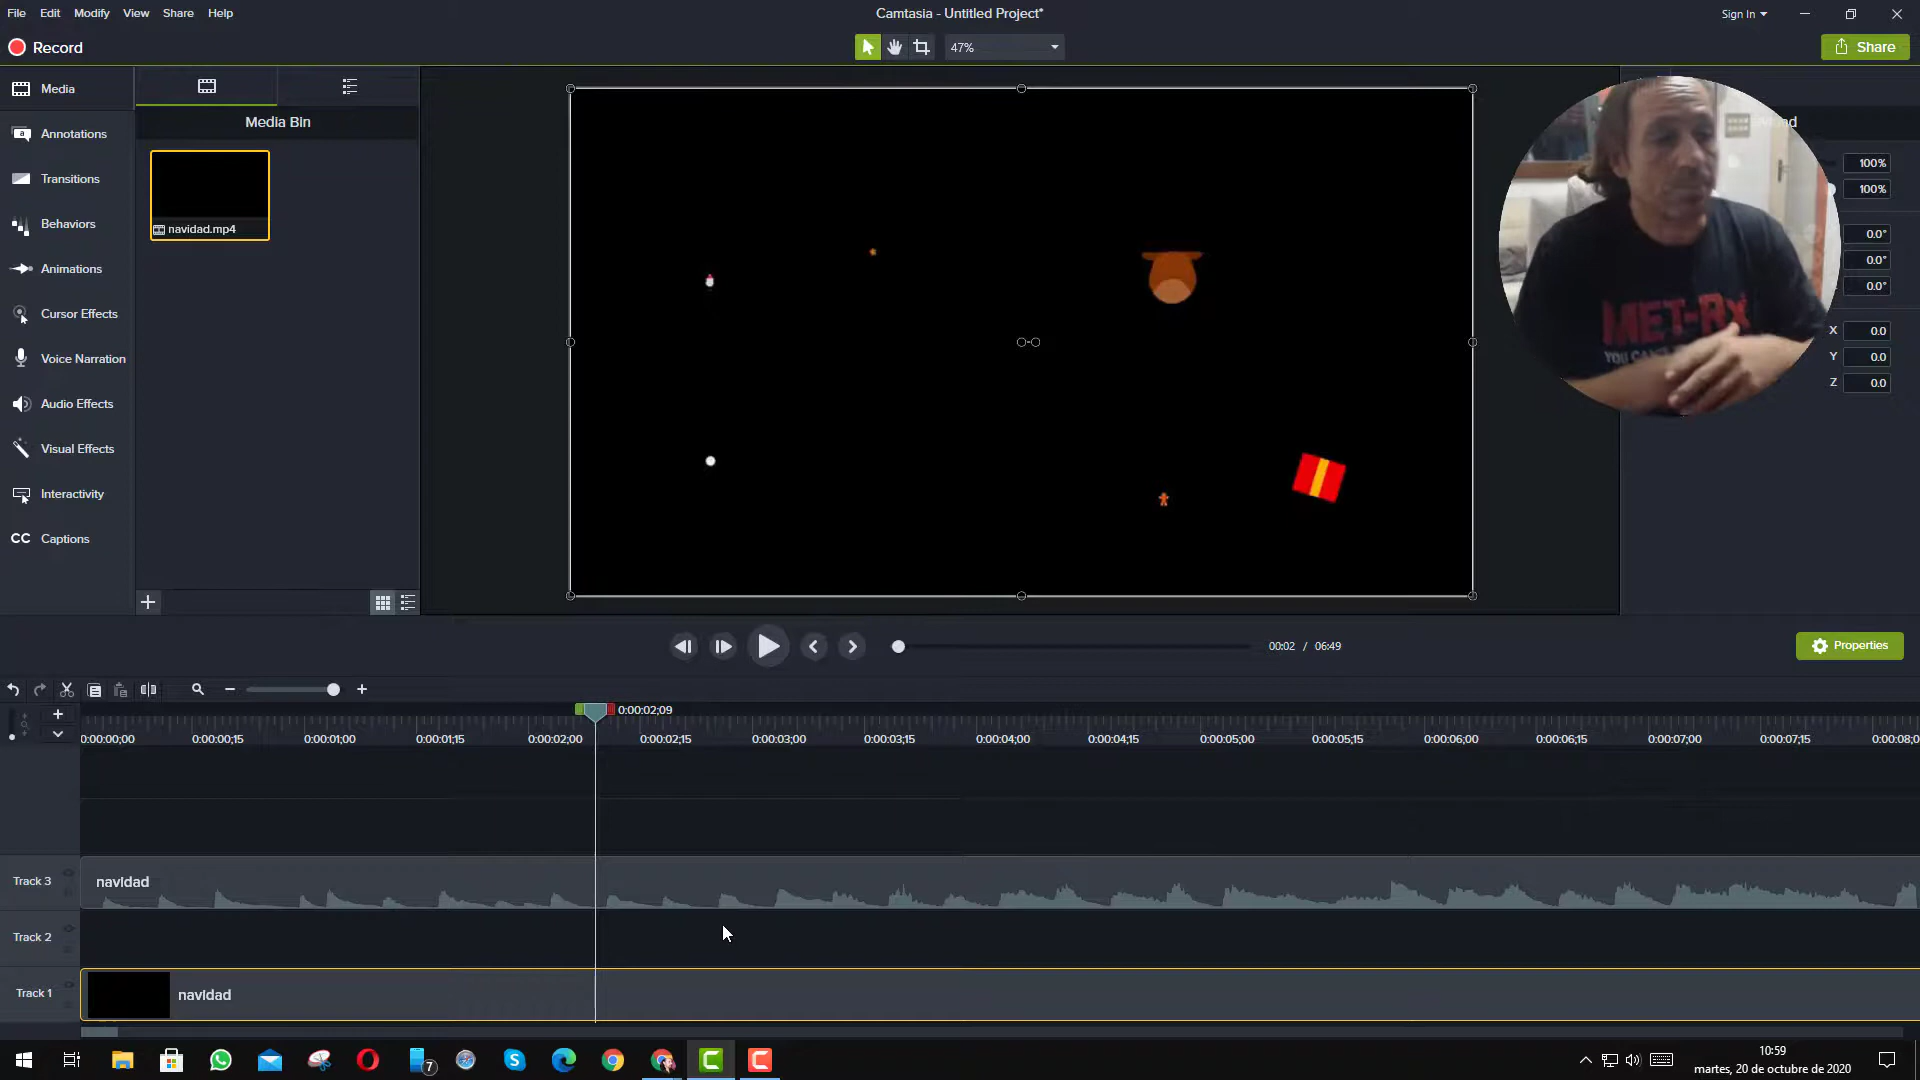 File Edit Modify View Share Help
Camtasia - Untitled Project*
Sign In
Record
47%
Share
Media
Annotations
Transitions
Behaviors
Animations
Cursor Effects
Voice Narration
Audio Effects
Visual Effects
Interactivity
CC Captions
Media Bin
navidad.mp4
100%
100%
0.0°
0.0°
0.0°
X 0.0
Y 0.0
Z 0.0
MET-RX
00:02 / 06:49
Properties
0:00:02;09
0:00:00;00 0:00:00;15 0:00:01;00 0:00:01;15 0:00:02;00 0:00:02;15 0:00:03;00 0:00:03;15 0:00:04;00 0:00:04;15 0:00:05;00 0:00:05;15 0:00:06;00 0:00:06;15 0:00:07;00 0:00:07;15 0:00:08;0
Track 3
navidad
Track 2
Track 1
navidad
7
10:59
martes, 20 de octubre de 2020